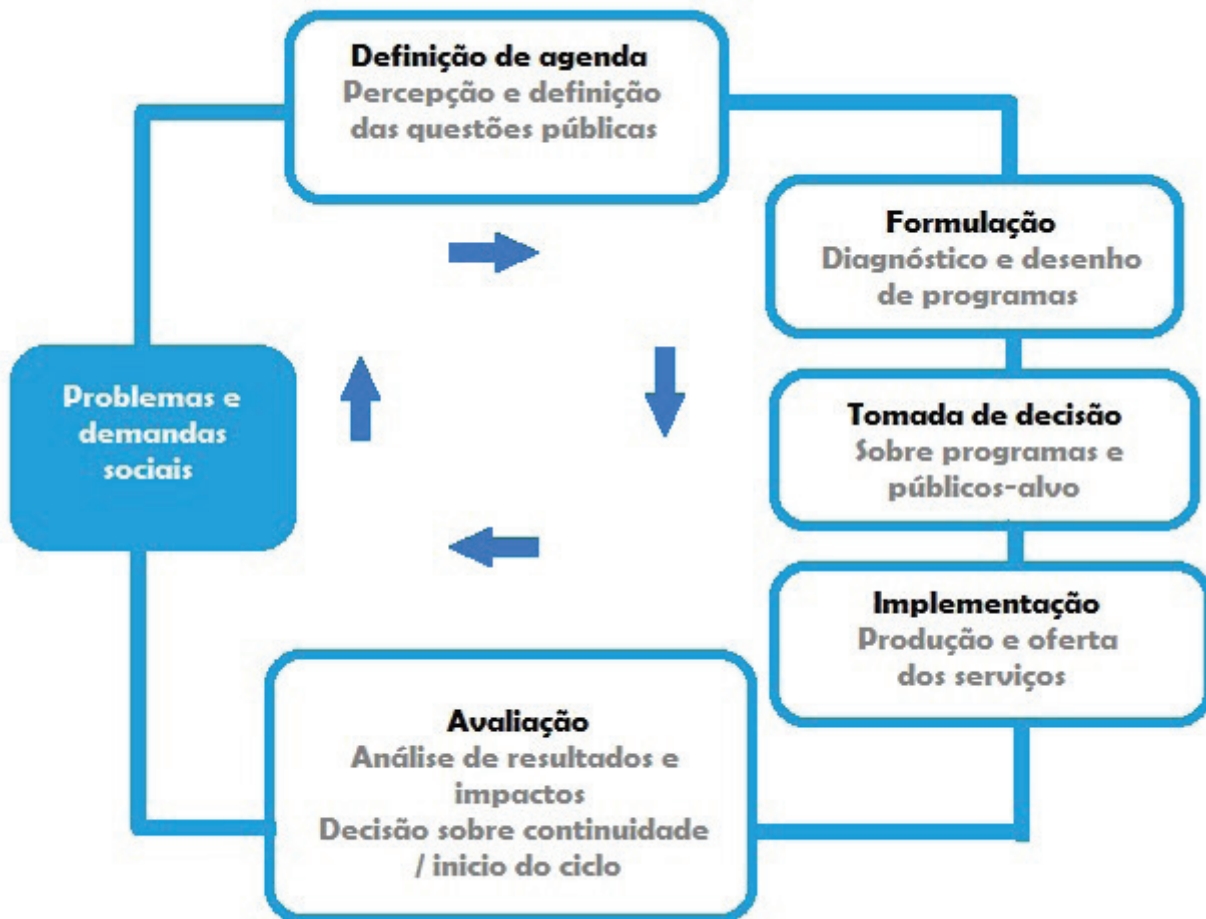 Definição de agenda
Percepção e definição
das questões públicas
Formulação
Diagnóstico e desenho
de programas
Tomada de decisão
Sobre programas e
públicos-alvo
Implementação
Produção e oferta
dos serviços
Avaliação
Análise de resultados e
impactos
Decisão sobre continuidade
/ inicio do ciclo
Problemas e
demandas
sociais